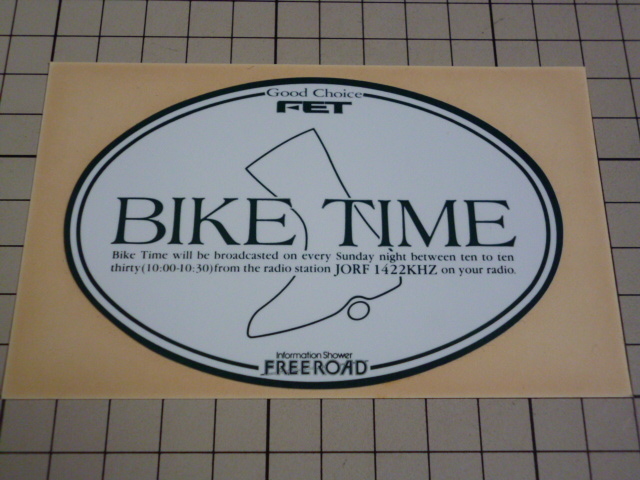 Good Choice
FET
BIKE TIME
Bike Time will be broadcasted on every Sunday night between ten to ten
thirty(10:00-10:30)from the radio station JORF 1422KHZ on your radio.
Information Shower
FREEROAD